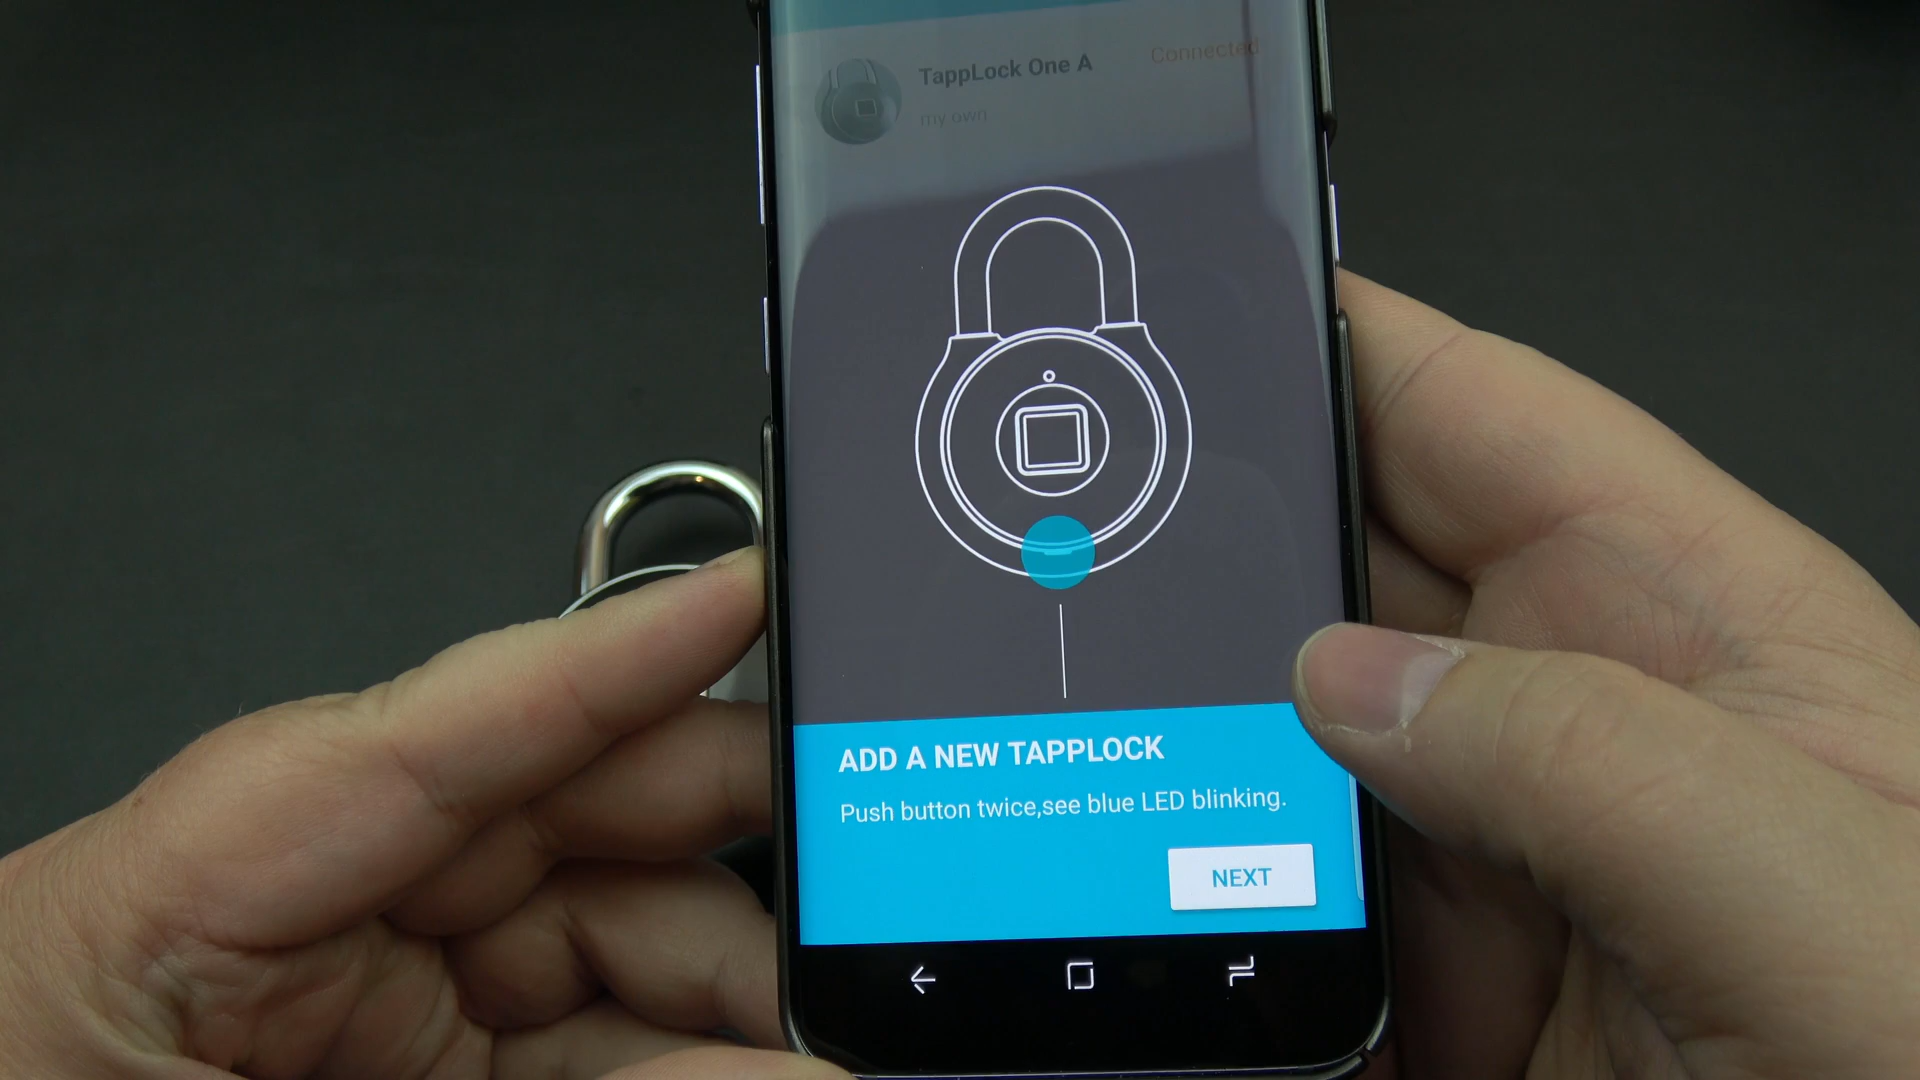 TappLock One A
Connected
my own
ADD A NEW TAPPLOCK
Push button twice,see blue LED blinking.
NEXT